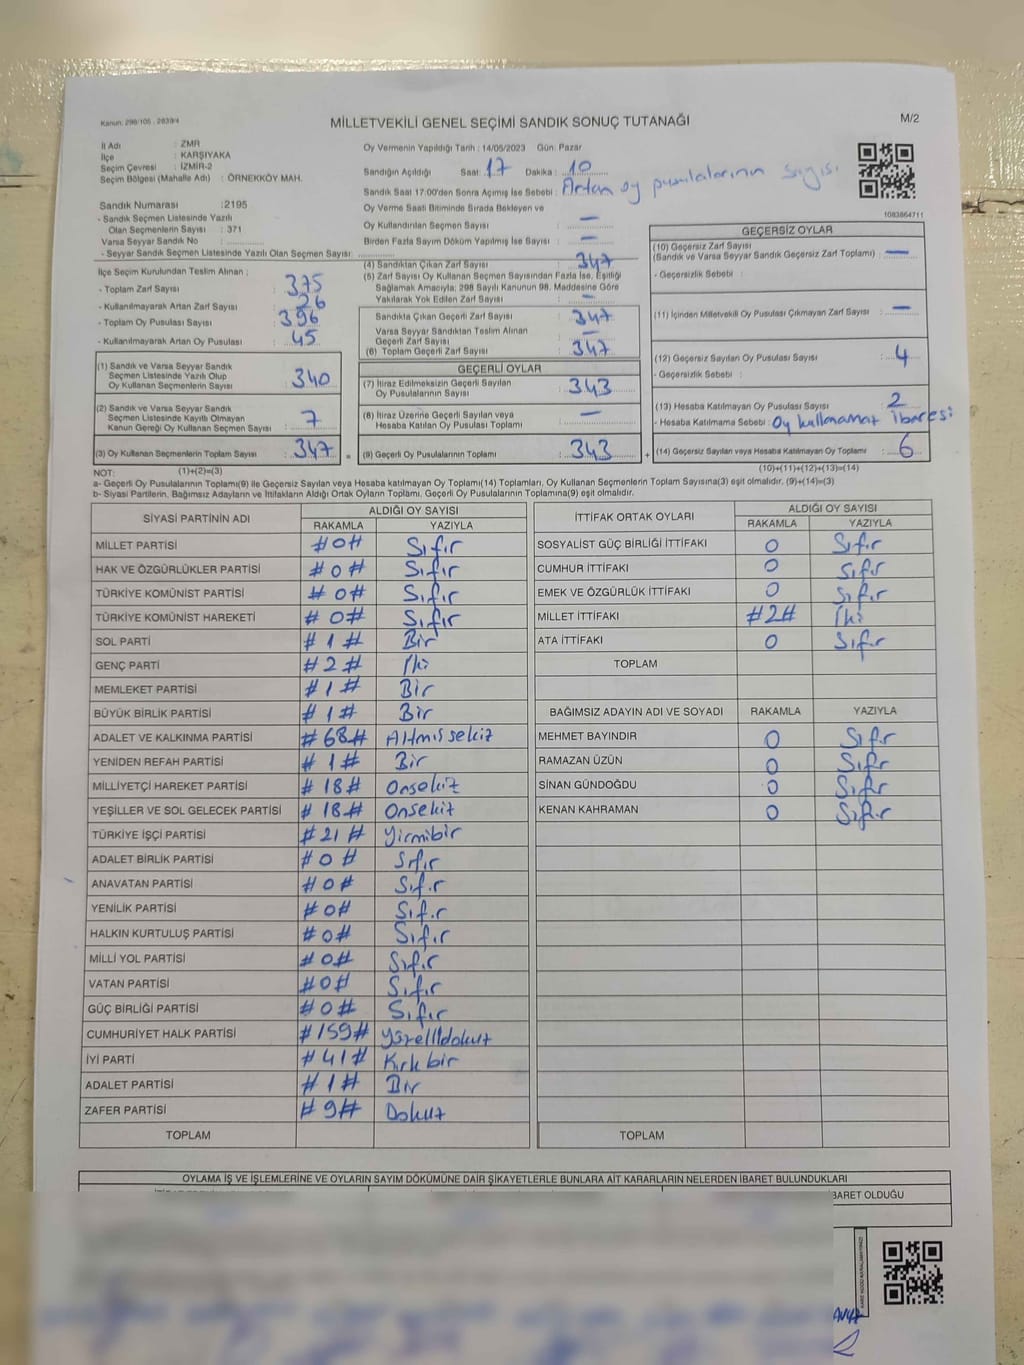 Kanun: 298/105 - 2839/4
MİLLETVEKİLİ GENEL SEÇİMİ SANDIK SONUÇ TUTANAĞI
M/2
İl Adı : ZMR
İlçe : KARŞIYAKA
Seçim Çevresi : İZMİR-2
Seçim Bölgesi (Mahalle Adı) : ÖRNEKKÖY MAH.
Oy Vermenin Yapıldığı Tarih : 14/05/2023 Gün: Pazar
Sandığın Açıldığı Saat: 17 Dakika : 10
Sandık Saat 17:00'den Sonra Açımış İse Sebebi : Artan oy pusulalarının sayısı
Oy Verme Saati Bitiminde Sırada Bekleyen ve
Oy Kullandırılan Seçmen Sayısı : —
Birden Fazla Sayım Döküm Yapılmış İse Sayısı : —
1083864711
Sandık Numarası :2195
- Sandık Seçmen Listesinde Yazılı
Olan Seçmen Sayısı : 371
Varsa Seyyar Sandık No :
- Seyyar Sandık Seçmen Listesinde Yazılı Olan Seçmen Sayısı :
İlçe Seçim Kurulundan Teslim Alınan ;
- Toplam Zarf Sayısı : 375
- Kullanılmayarak Artan Zarf Sayısı : 26
- Toplam Oy Pusulası Sayısı : 396
- Kullanılmayarak Artan Oy Pusulası : 45
(1) Sandık ve Varsa Seyyar Sandık
Seçmen Listesinde Yazılı Olup
Oy Kullanan Seçmenlerin Sayısı : 340
(2) Sandık ve Varsa Seyyar Sandık
Seçmen Listesinde Kayıtlı Olmayan
Kanun Gereği Oy Kullanan Seçmen Sayısı : 7
(3) Oy Kullanan Seçmenlerin Toplam Sayısı : 347 =
(4) Sandıktan Çıkan Zarf Sayısı : 347
(5) Zarf Sayısı Oy Kullanan Seçmen Sayısından Fazla İse, Eşitliği
Sağlamak Amacıyla; 298 Sayılı Kanunun 98. Maddesine Göre
Yakılarak Yok Edilen Zarf Sayısı : —
Sandıkta Çıkan Geçerli Zarf Sayısı : 347
Varsa Seyyar Sandıktan Teslim Alınan
Geçerli Zarf Sayısı : —
(6) Toplam Geçerli Zarf Sayısı : 347
GEÇERLİ OYLAR
(7) İtiraz Edilmeksizin Geçerli Sayılan
Oy Pusulalarının Sayısı : 343
(8) İtiraz Üzerine Geçerli Sayılan veya
Hesaba Katılan Oy Pusulası Toplamı : —
(9) Geçerli Oy Pusulalarının Toplamı : 343 +
GEÇERSİZ OYLAR
(10) Geçersiz Zarf Sayısı
(Sandık ve Varsa Seyyar Sandık Geçersiz Zarf Toplamı) : —
- Geçersizlik Sebebi :
(11) İçinden Milletvekili Oy Pusulası Çıkmayan Zarf Sayısı : —
(12) Geçersiz Sayılan Oy Pusulası Sayısı : 4
- Geçersizlik Sebebi :
(13) Hesaba Katılmayan Oy Pusulası Sayısı : 2
- Hesaba Katılmama Sebebi : Oy kullanamaz ibaresi
(14) Geçersiz Sayılan veya Hesaba Katılmayan Oy Toplamı : 6
NOT: (1)+(2)=(3)
(10)+(11)+(12)+(13)=(14)
a- Geçerli Oy Pusulalarının Toplamı(9) ile Geçersiz Sayılan veya Hesaba katılmayan Oy Toplamı(14) Toplamları, Oy Kullanan Seçmenlerin Toplam Sayısına(3) eşit olmalıdır. (9)+(14)=(3)
b- Siyasi Partilerin, Bağımsız Adayların ve İttifakların Aldığı Ortak Oyların Toplamı, Geçerli Oy Pusulalarının Toplamına(9) eşit olmalıdır.
SİYASİ PARTİNİN ADI ALDIĞI OY SAYISI
RAKAMLA YAZIYLA
MİLLET PARTİSİ #0# Sıfır
HAK VE ÖZGÜRLÜKLER PARTİSİ #0# Sıfır
TÜRKİYE KOMÜNİST PARTİSİ #0# Sıfır
TÜRKİYE KOMÜNİST HAREKETİ #0# Sıfır
SOL PARTİ #1# Bir
GENÇ PARTİ #2# İki
MEMLEKET PARTİSİ #1# Bir
BÜYÜK BİRLİK PARTİSİ #1# Bir
ADALET VE KALKINMA PARTİSİ #68# Altmış sekiz
YENİDEN REFAH PARTİSİ #1# Bir
MİLLİYETÇİ HAREKET PARTİSİ #18# Onsekiz
YEŞİLLER VE SOL GELECEK PARTİSİ #18# Onsekiz
TÜRKİYE İŞÇİ PARTİSİ #21# Yirmibir
ADALET BİRLİK PARTİSİ #0# Sıfır
ANAVATAN PARTİSİ #0# Sıfır
YENİLİK PARTİSİ #0# Sıfır
HALKIN KURTULUŞ PARTİSİ #0# Sıfır
MİLLİ YOL PARTİSİ #0# Sıfır
VATAN PARTİSİ #0# Sıfır
GÜÇ BİRLİĞİ PARTİSİ #0# Sıfır
CUMHURİYET HALK PARTİSİ #159# Yüzellidokuz
İYİ PARTİ #41# Kırk bir
ADALET PARTİSİ #1# Bir
ZAFER PARTİSİ #9# Dokuz
TOPLAM
İTTİFAK ORTAK OYLARI ALDIĞI OY SAYISI
RAKAMLA YAZIYLA
SOSYALİST GÜÇ BİRLİĞİ İTTİFAKI 0 Sıfır
CUMHUR İTTİFAKI 0 Sıfır
EMEK VE ÖZGÜRLÜK İTTİFAKI 0 Sıfır
MİLLET İTTİFAKI #2# İki
ATA İTTİFAKI 0 Sıfır
TOPLAM
BAĞIMSIZ ADAYIN ADI VE SOYADI RAKAMLA YAZIYLA
MEHMET BAYINDIR 0 Sıfır
RAMAZAN ÜZÜN 0 Sıfır
SİNAN GÜNDOĞDU 0 Sıfır
KENAN KAHRAMAN 0 Sıfır
TOPLAM
OYLAMA İŞ VE İŞLEMLERİNE VE OYLARIN SAYIM DÖKÜMÜNE DAİR ŞİKAYETLERLE BUNLARA AİT KARARLARIN NELERDEN İBARET BULUNDUKLARI
BARET OLDUĞU